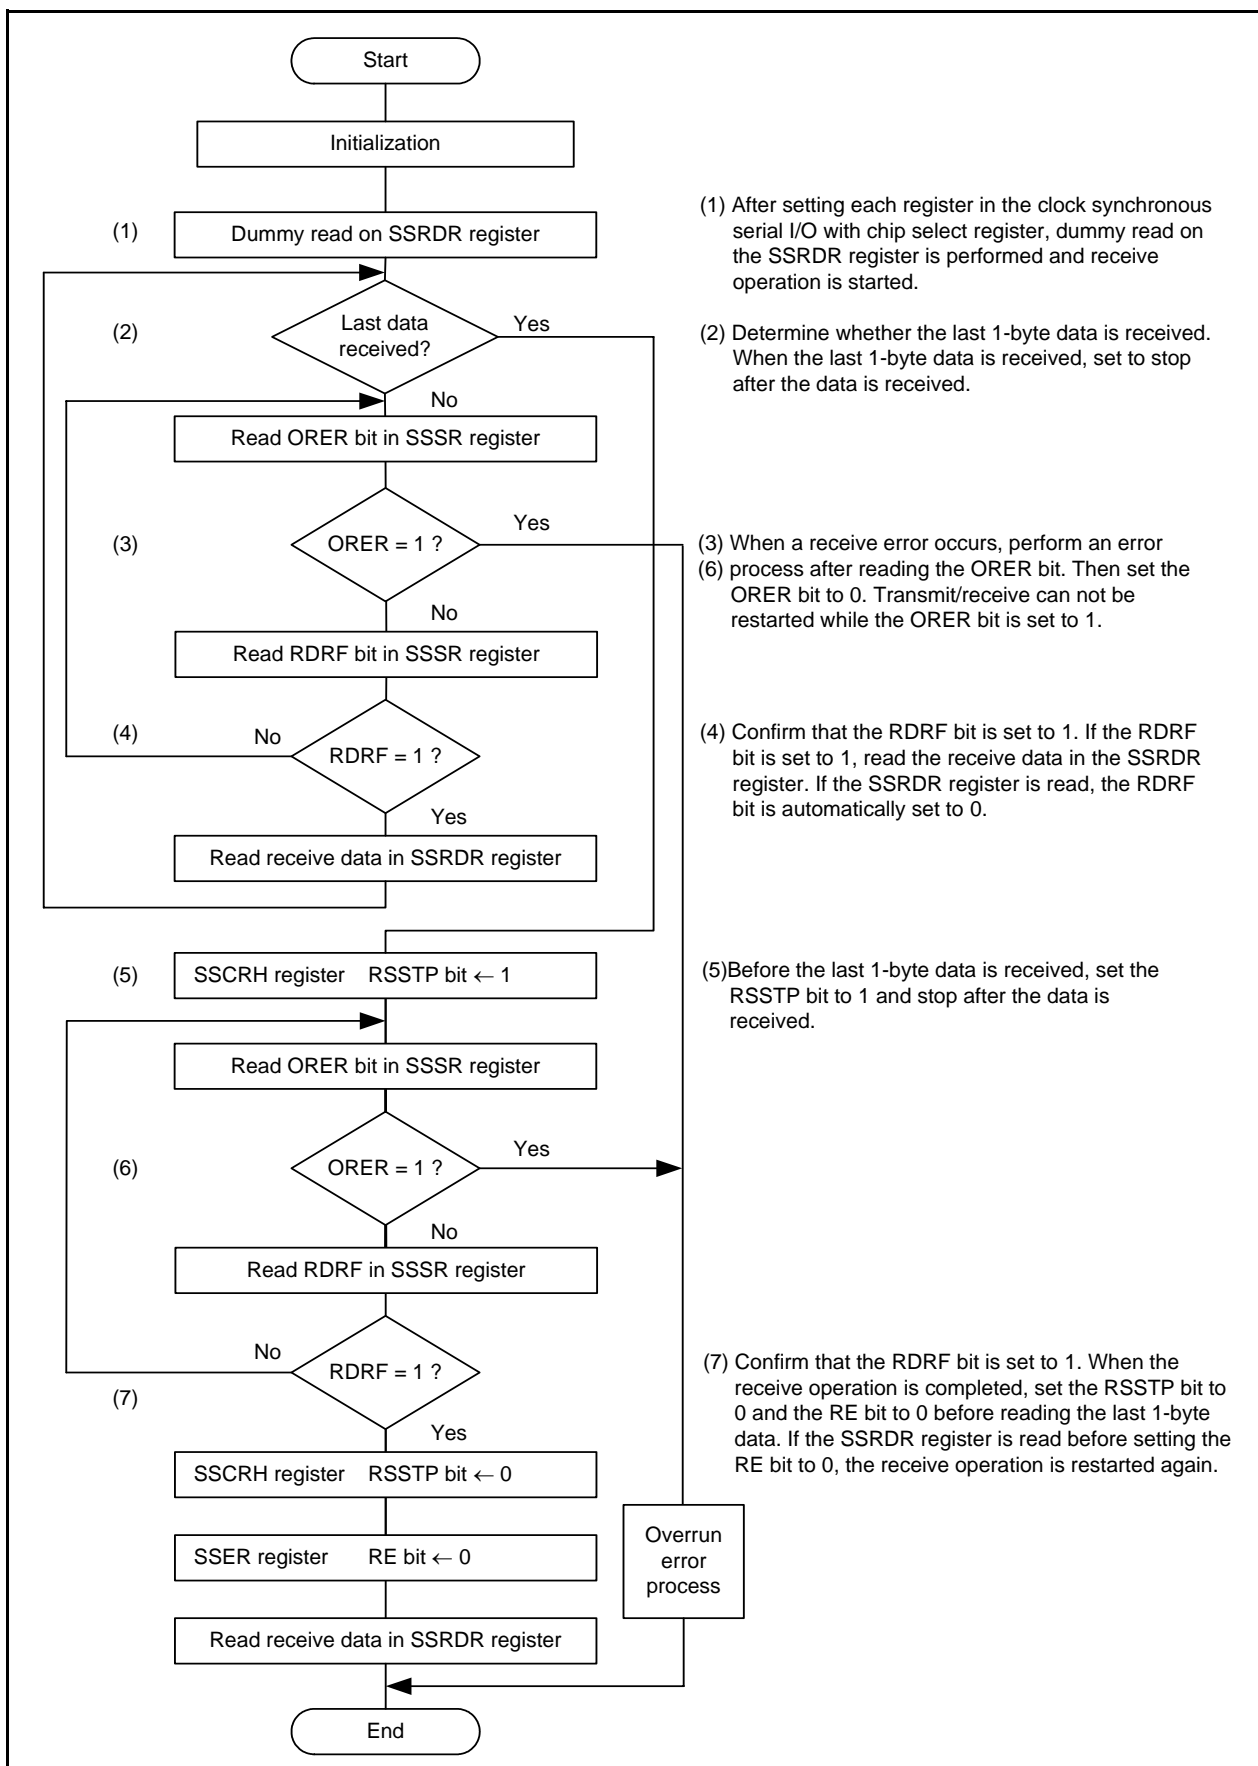 Start
Initialization
(1)
Dummy read on SSRDR register
(1) After setting each register in the clock synchronous
serial I/O with chip select register, dummy read on
the SSRDR register is performed and receive
operation is started.
(2)
Last data
received?
Yes
No
(2) Determine whether the last 1-byte data is received.
When the last 1-byte data is received, set to stop
after the data is received.
Read ORER bit in SSSR register
(3)
ORER = 1 ?
Yes
No
(3) When a receive error occurs, perform an error
(6) process after reading the ORER bit. Then set the
ORER bit to 0. Transmit/receive can not be
restarted while the ORER bit is set to 1.
Read RDRF bit in SSSR register
(4)
No
RDRF = 1 ?
Yes
(4) Confirm that the RDRF bit is set to 1. If the RDRF
bit is set to 1, read the receive data in the SSRDR
register. If the SSRDR register is read, the RDRF
bit is automatically set to 0.
Read receive data in SSRDR register
(5)
SSCRH register RSSTP bit ← 1
(5)Before the last 1-byte data is received, set the
RSSTP bit to 1 and stop after the data is
received.
Read ORER bit in SSSR register
(6)
ORER = 1 ?
Yes
No
Read RDRF in SSSR register
No
RDRF = 1 ?
(7)
Yes
(7) Confirm that the RDRF bit is set to 1. When the
receive operation is completed, set the RSSTP bit to
0 and the RE bit to 0 before reading the last 1-byte
data. If the SSRDR register is read before setting the
RE bit to 0, the receive operation is restarted again.
SSCRH register RSSTP bit ← 0
SSER register RE bit ← 0
Overrun
error
process
Read receive data in SSRDR register
End